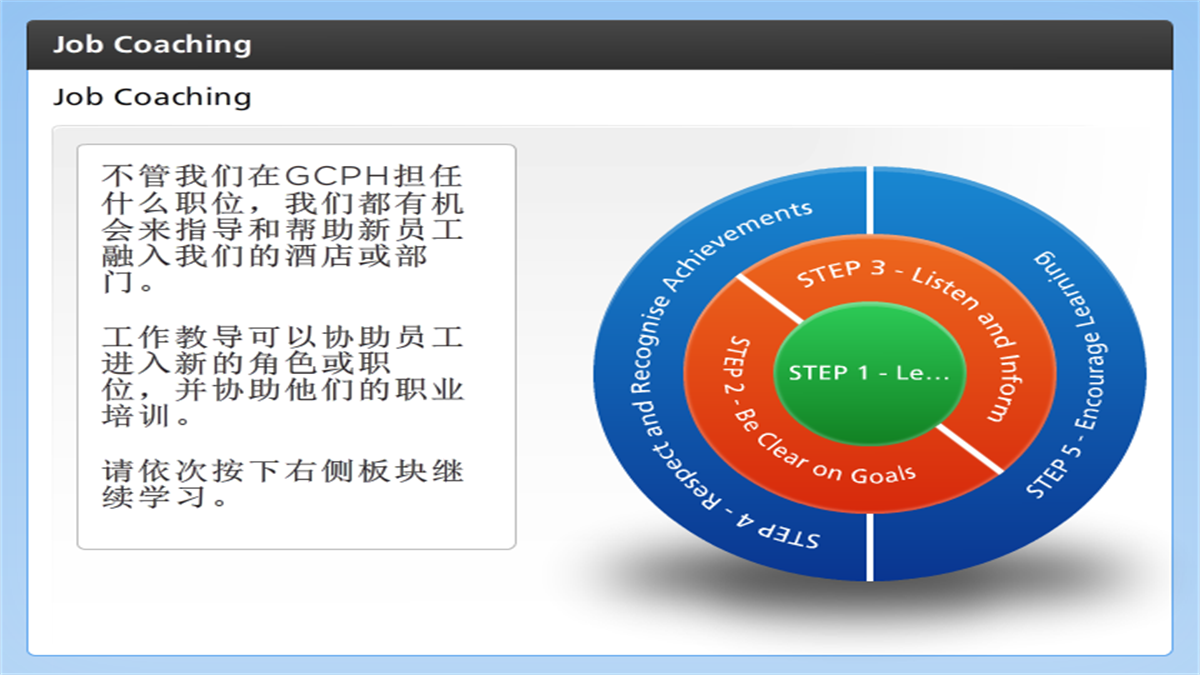 Job Coaching
Job Coaching
不管我们在GCPH担任
什么职位，我们都有机
会来指导和帮助新员工
融入我们的酒店或部
门。
工作教导可以协助员工
进入新的角色或职
位，并协助他们的职业
培训。
请依次按下右侧板块继
续学习。
STEP 1 - Le...
STEP 2 - Be Clear on Goals
STEP 3 - Listen and Inform
STEP 4 - Respect and Recognise Achievements
STEP 5 - Encourage Learning